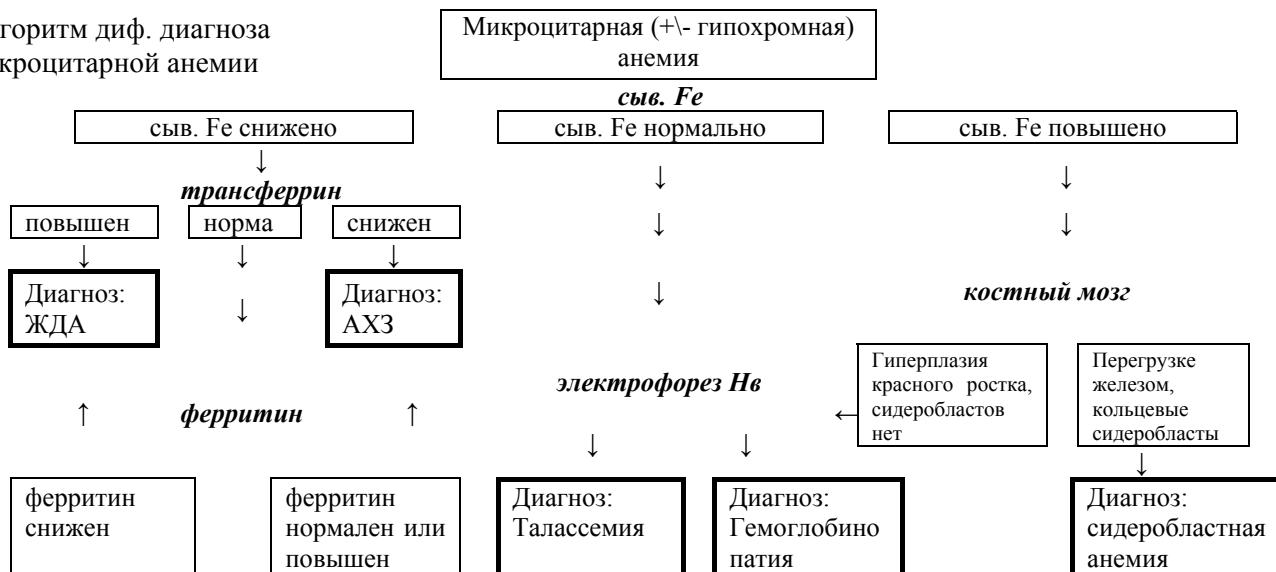 горитм диф. диагноза
кроцитарной анемии
Микроцитарная (+\- гипохромная)
анемия
сыв. Fe
сыв. Fe снижено
сыв. Fe нормально
сыв. Fe повышено
↓
↓
↓
трансферрин
повышен
норма
снижен
↓
↓
↓
↓
↓
Диагноз:
ЖДА
↓
Диагноз:
АХЗ
↓
костный мозг
Гиперплазия
красного ростка,
сидеробластов
нет
Перегрузке
железом,
кольцевые
сидеробласты
электрофорез Нв
↑
ферритин
↑
←
↓
↓
↓
ферритин
снижен
ферритин
нормален или
повышен
Диагноз:
Талассемия
Диагноз:
Гемоглобино
патия
Диагноз:
сидеробластная
анемия